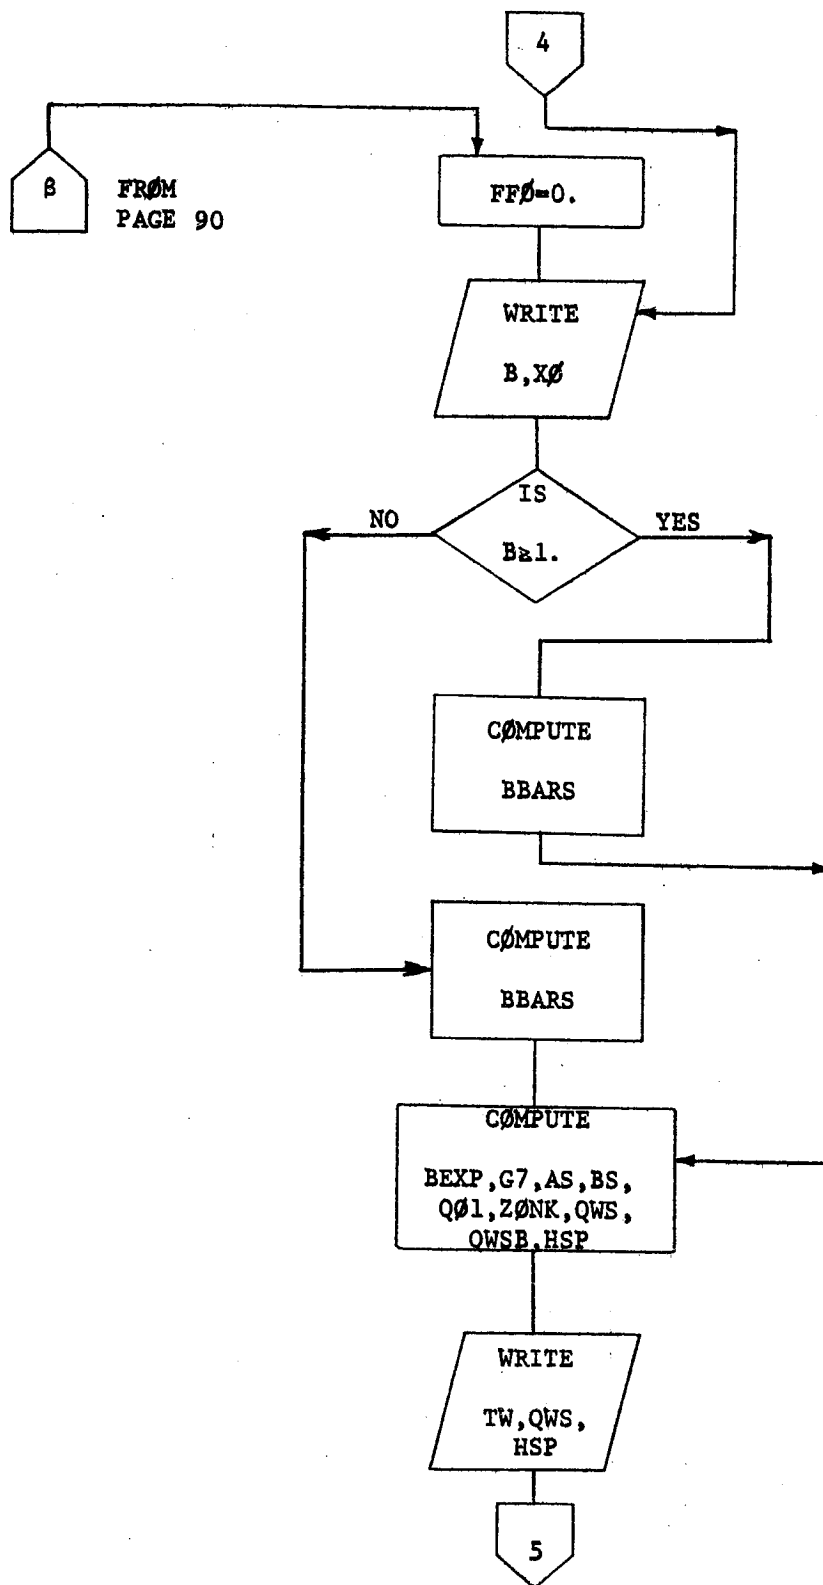 4
β
FRØM
PAGE 90
FFØ=0.
WRITE
B,XØ
IS
B≥1.
NO
YES
CØMPUTE
BBARS
CØMPUTE
BBARS
CØMPUTE
BEXP,G7,AS,BS,
QØ1,ZØNK,QWS,
QWSB,HSP
WRITE
TW,QWS,
HSP
5